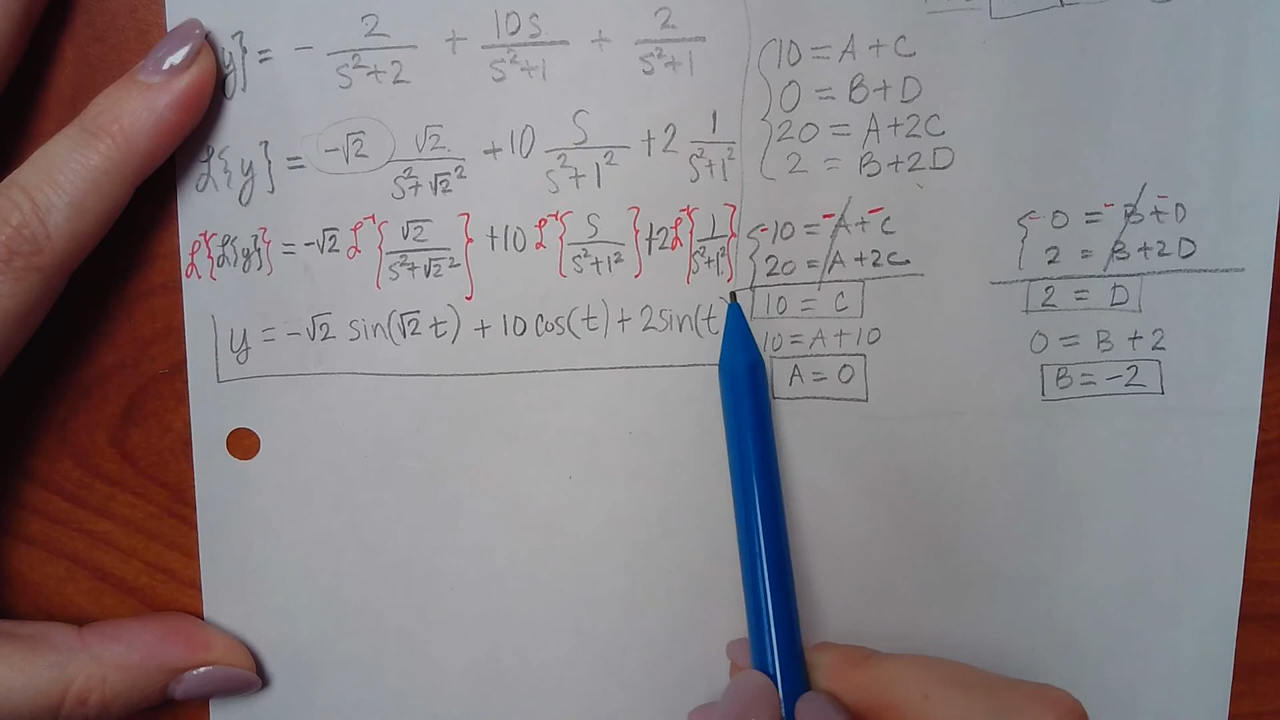 y} = - 2/(s²+2) + 10s/(s²+1) + 2/(s²+1)
ℒ{y} = -√2 √2/(s²+√2²) + 10 s/(s²+1²) + 2 1/(s²+1²)
ℒ⁻¹{ℒ{y}} = -√2 ℒ⁻¹{√2/(s²+√2²)} + 10 ℒ⁻¹{s/(s²+1²)} + 2ℒ⁻¹{1/(s²+1²)}
y = -√2 sin(√2 t) + 10 cos(t) + 2sin(t
10 = A + C
0 = B + D
20 = A + 2C
2 = B + 2D
-10 = -A + -C
20 = A + 2C
10 = C
10 = A + 10
A = 0
-0 = -B + -D
2 = B + 2D
2 = D
0 = B + 2
B = -2